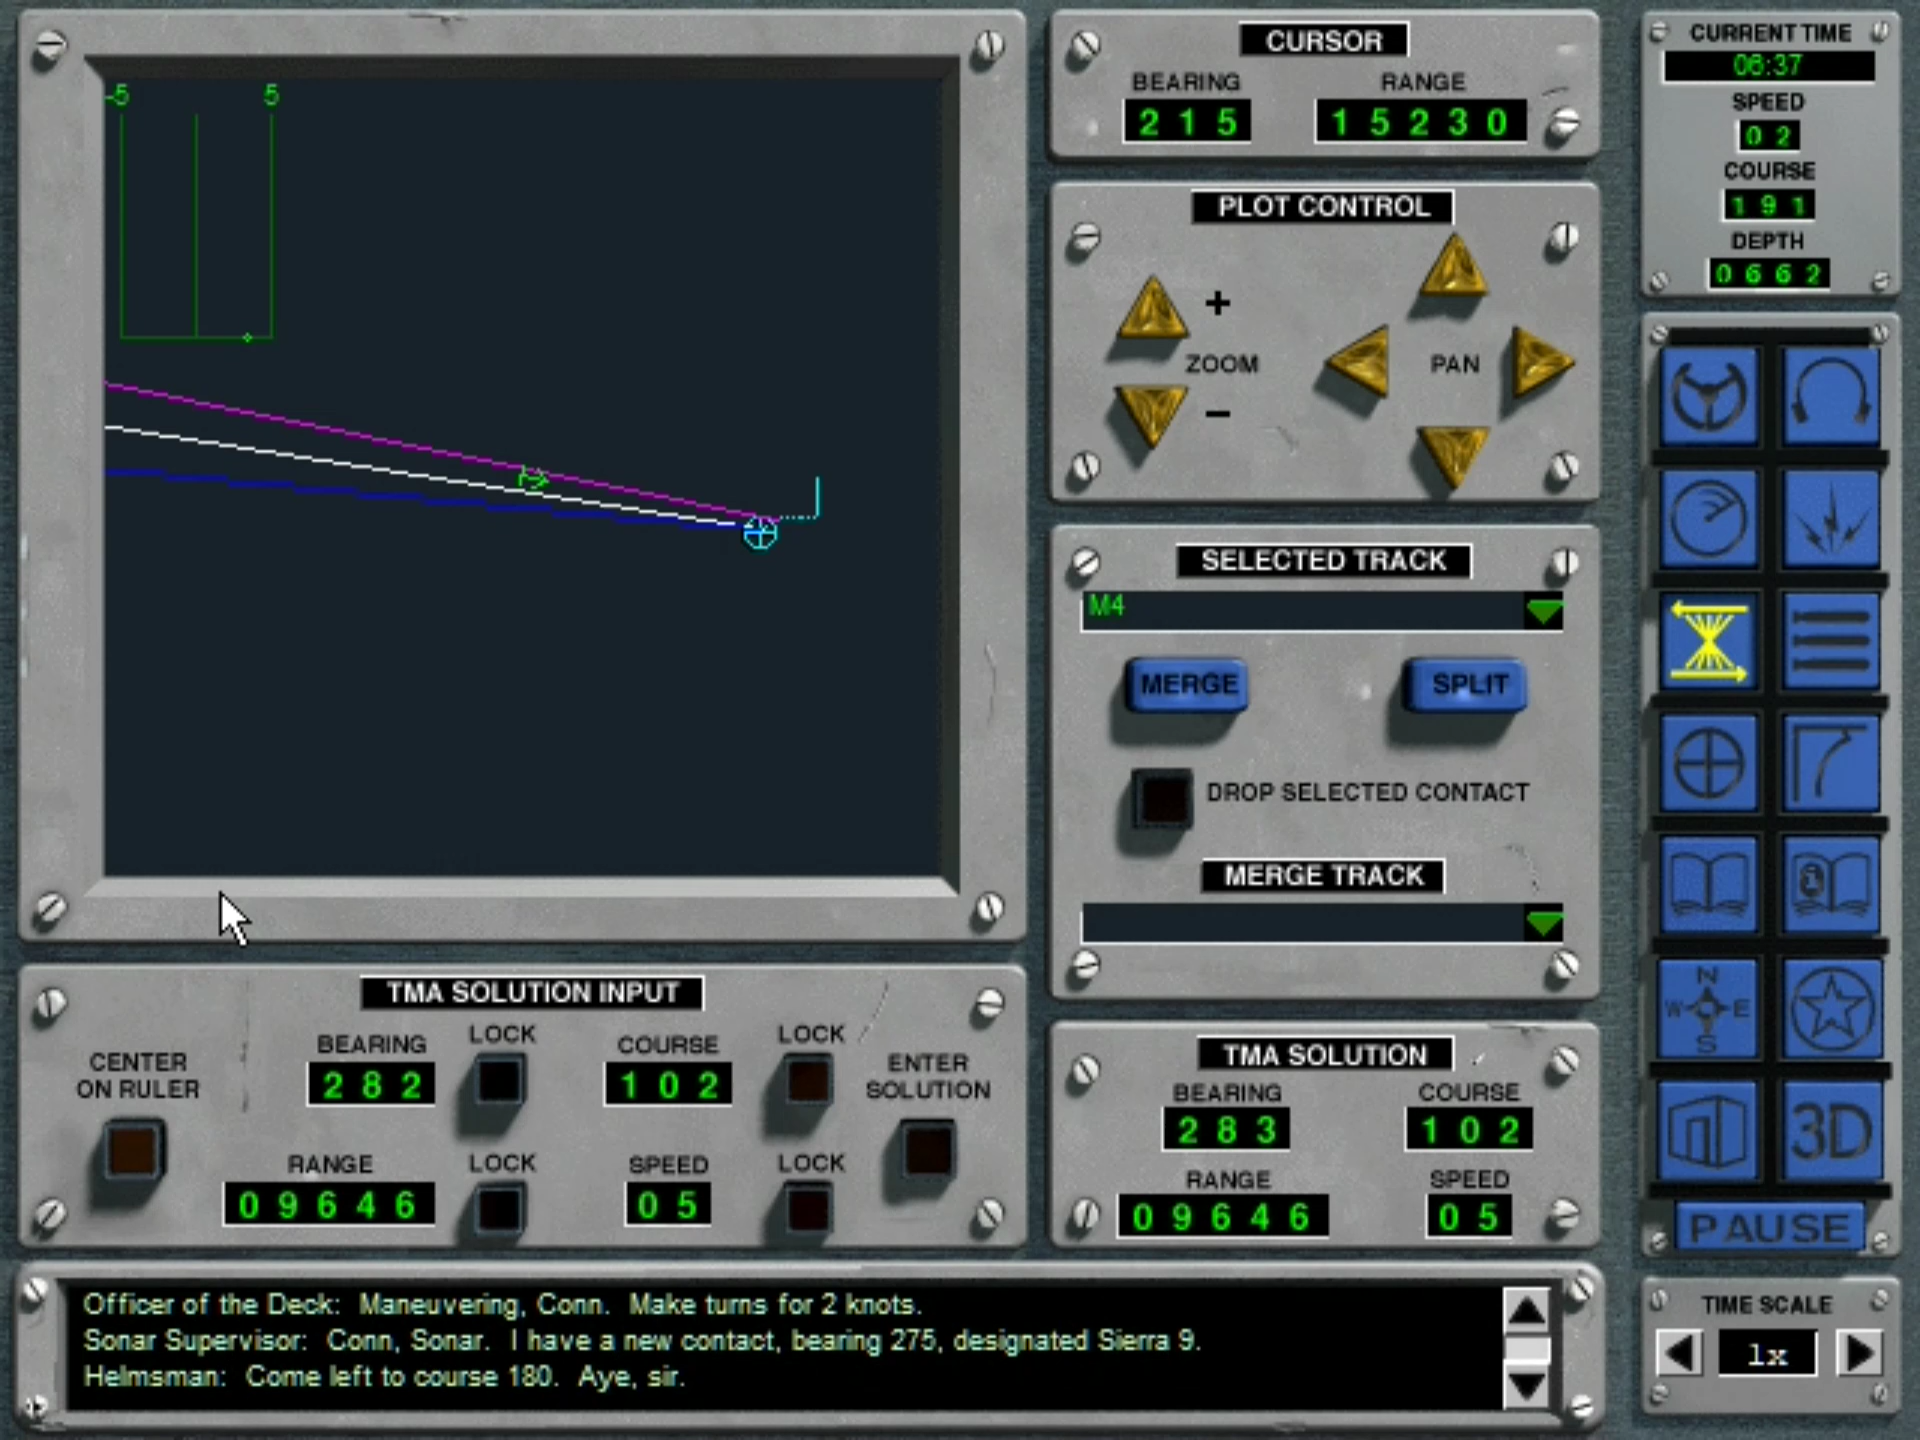 -5 5
CURSOR
BEARING RANGE
215 15230
PLOT CONTROL
+
ZOOM
−
PAN
SELECTED TRACK
M4
MERGE SPLIT
DROP SELECTED CONTACT
MERGE TRACK
CURRENT TIME
06:37
SPEED
02
COURSE
191
DEPTH
0662
N
W E
S
3D
PAUSE
TIME SCALE
1x
TMA SOLUTION INPUT
CENTER
ON RULER
BEARING LOCK
282
COURSE LOCK
102
ENTER
SOLUTION
RANGE LOCK
09646
SPEED LOCK
05
TMA SOLUTION
BEARING COURSE
283 102
RANGE SPEED
09646 05
Officer of the Deck: Maneuvering, Conn. Make turns for 2 knots.
Sonar Supervisor: Conn, Sonar. I have a new contact, bearing 275, designated Sierra 9.
Helmsman: Come left to course 180. Aye, sir.